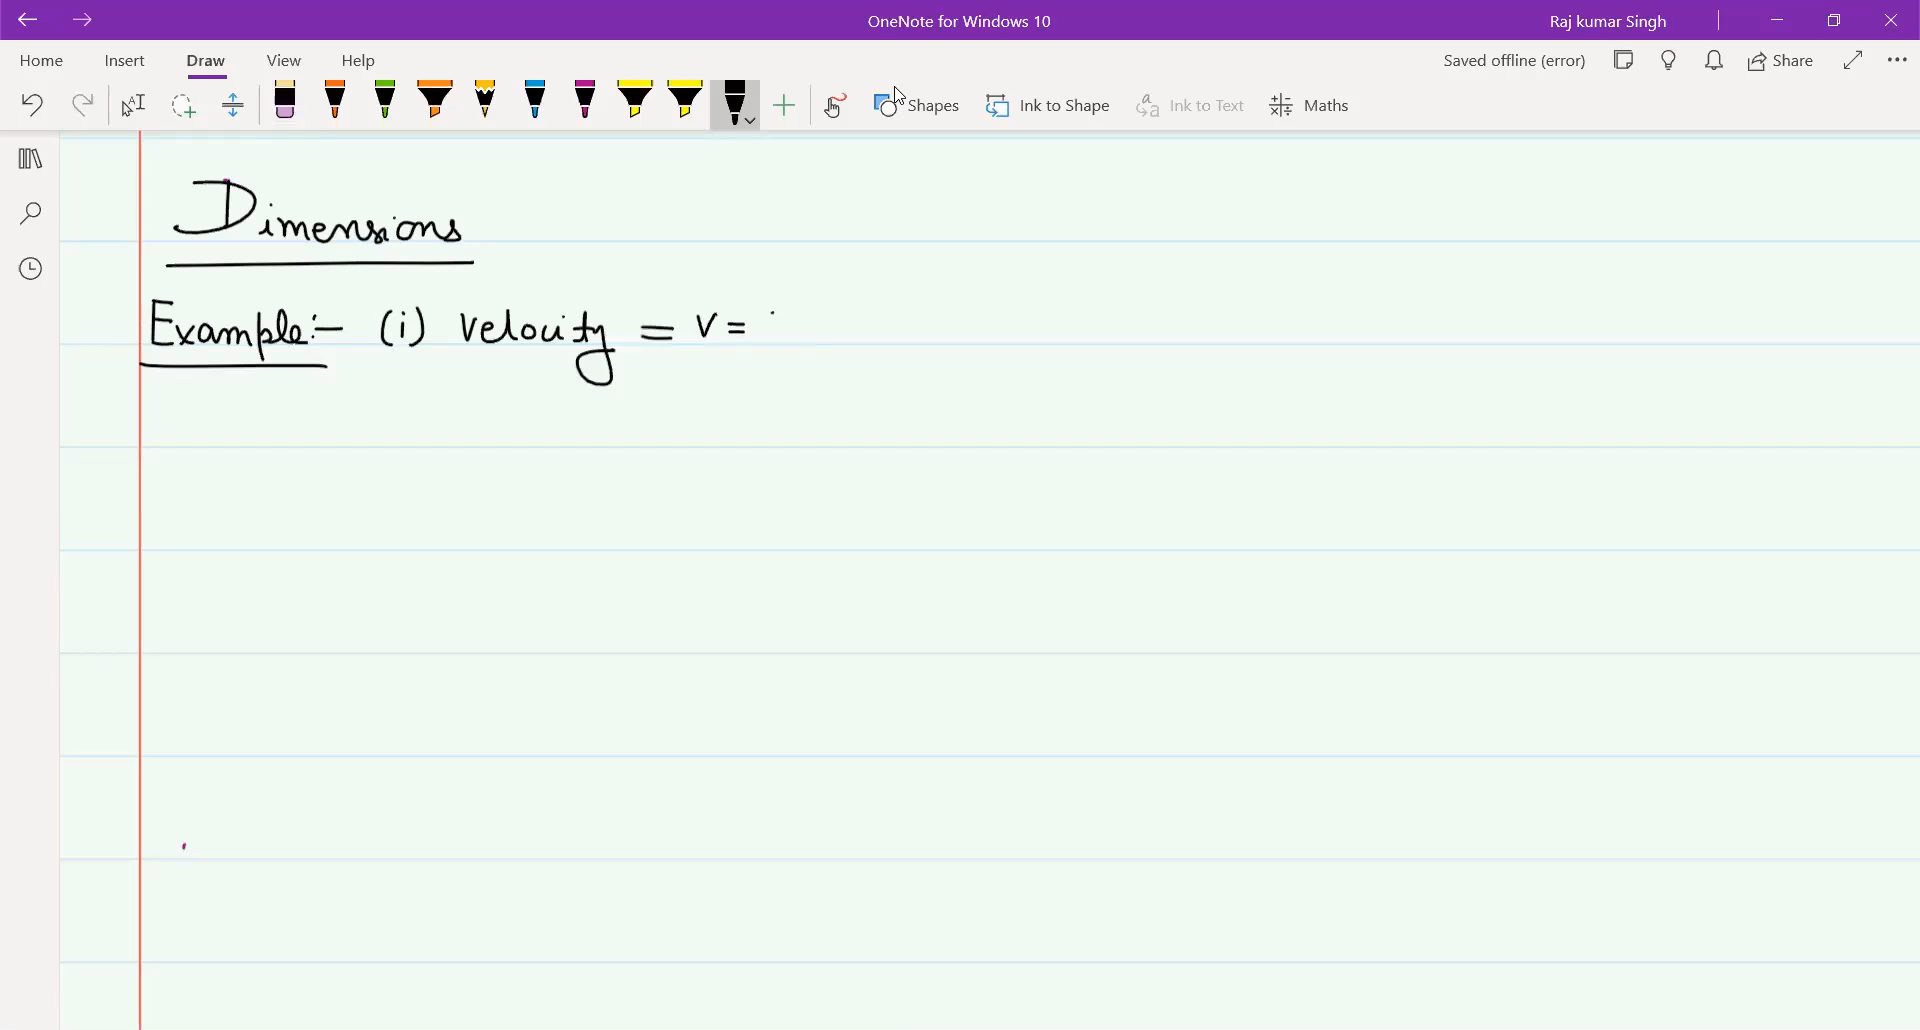 OneNote for Windows 10
Raj kumar Singh
Home Insert Draw View Help
Saved offline (error) Share
Shapes Ink to Shape Ink to Text Maths
Dimensions
Example:- (i) velocity = v =